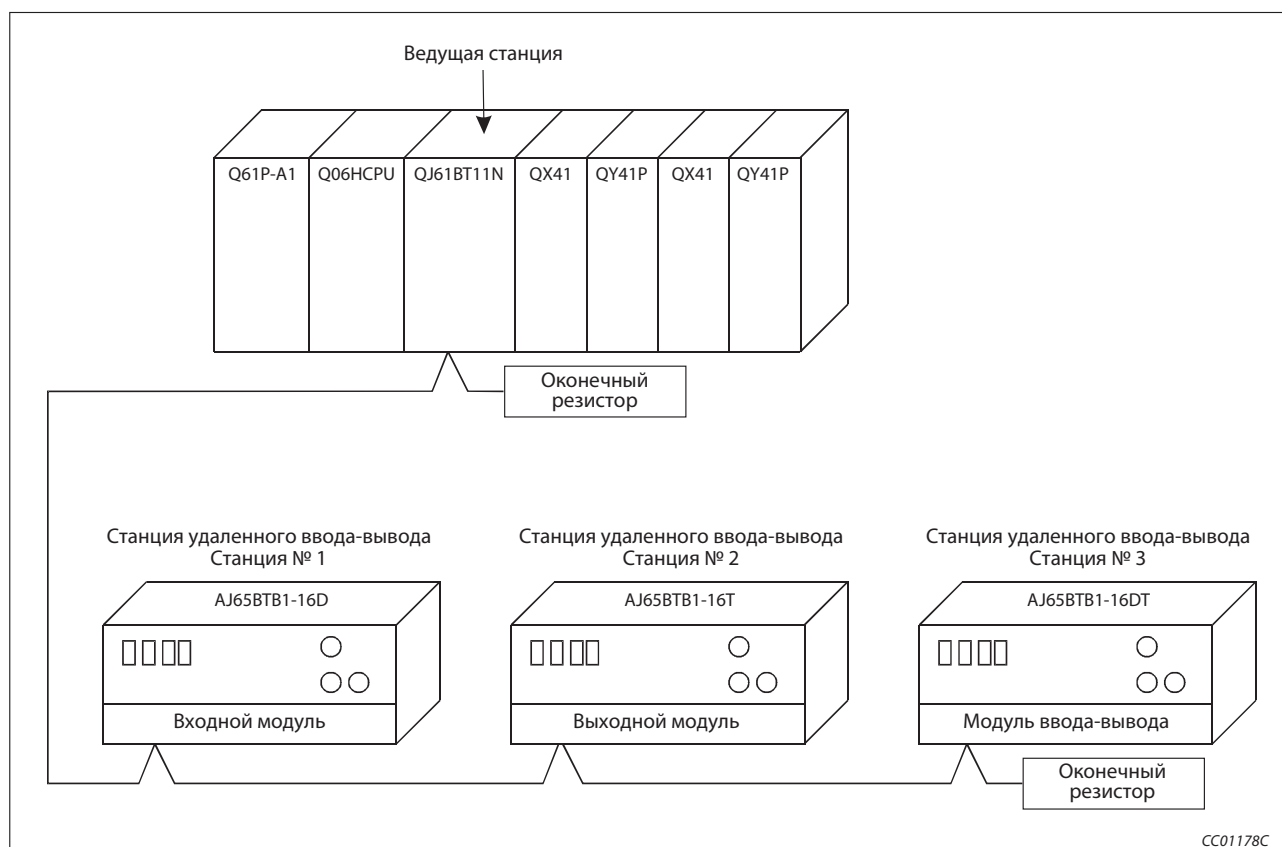 Ведущая станция
Q61P-A1
Q06HCPU
QJ61BT11N
QX41
QY41P
QX41
QY41P
Оконечный
резистор
Станция удаленного ввода-вывода
Станция № 1
Станция удаленного ввода-вывода
Станция № 2
Станция удаленного ввода-вывода
Станция № 3
AJ65BTB1-16D
AJ65BTB1-16T
AJ65BTB1-16DT
Входной модуль
Выходной модуль
Модуль ввода-вывода
Оконечный
резистор
CC01178C